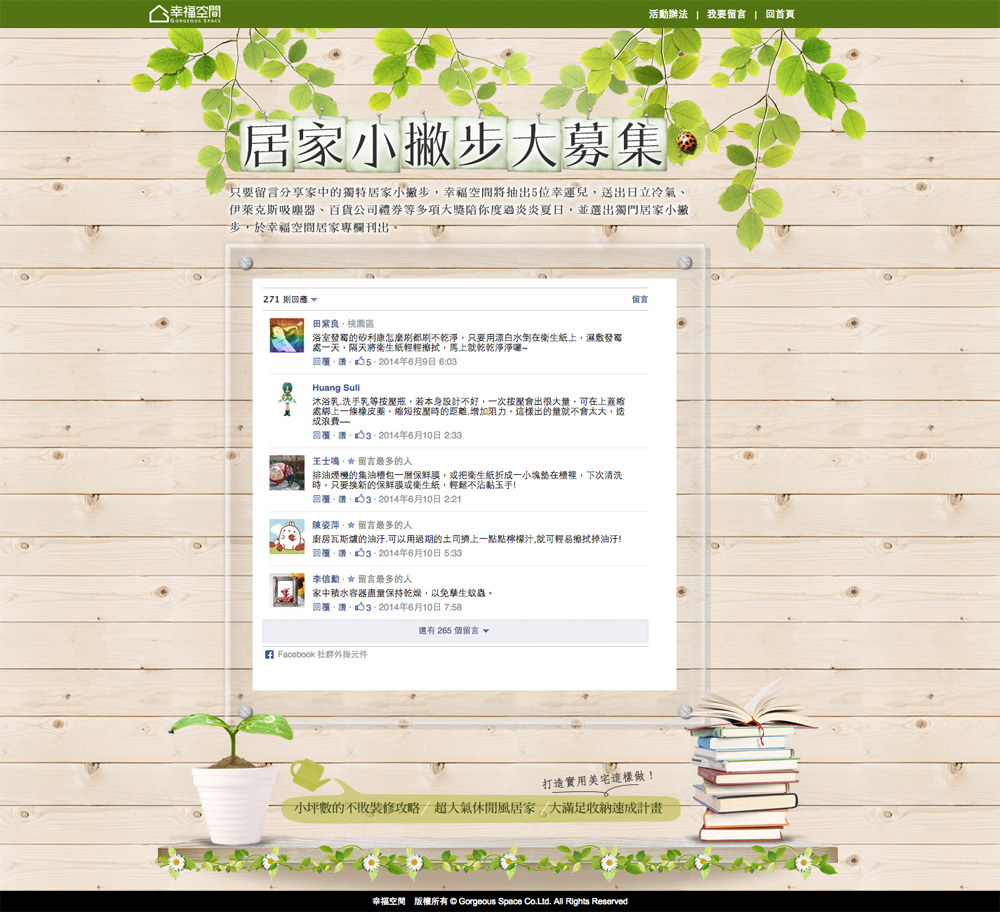 幸福空間
GORGEOUS SPACE
活動辦法 | 我要留言 | 回首頁
居家小撇步大募集
只要留言分享家中的獨特居家小撇步，幸福空間將抽出5位幸運兒，送出日立冷氣、
伊萊克斯吸塵器、百貨公司禮券等多項大獎陪你度過炎炎夏日，並選出獨門居家小撇
步，於幸福空間居家專欄刊出。
271 則回應
留言
田紫良 · 桃園區
浴室發霉的矽利康怎麼刷都刷不乾淨，只要用漂白水倒在衛生紙上，濕敷發霉
處一天，隔天將衛生紙輕輕擦拭，馬上就乾乾淨淨囉~
回覆 · 讚 · 5 · 2014年6月9日 6:03
Huang Suli
沐浴乳.洗手乳等按壓瓶，若本身設計不好，一次按壓會出很大量，可在上蓋縮
處綁上一條橡皮圈，縮短按壓時的距離.增加阻力，這樣出的量就不會太大，造
成浪費~~
回覆 · 讚 · 3 · 2014年6月10日 2:33
王士鳴 · 留言最多的人
排油煙機的集油槽包一層保鮮膜，或把衛生紙折成一小塊墊在槽裡，下次清洗
時，只要換新的保鮮膜或衛生紙，輕鬆不沾黏玉手!
回覆 · 讚 · 3 · 2014年6月10日 2:21
陳姿萍 · 留言最多的人
廚房瓦斯爐的油汙.可以用過期的土司擠上一點點檸檬汁,就可輕易擦拭掉油汙!
回覆 · 讚 · 3 · 2014年6月10日 5:33
李信勳 · 留言最多的人
家中積水容器盡量保持乾燥，以免孳生蚊蟲。
回覆 · 讚 · 3 · 2014年6月10日 7:58
還有 265 個留言
Facebook 社群外掛元件
打造實用美宅這樣做！
小坪數的不敗裝修攻略 / 超人氣休閒風居家 / 大滿足收納速成計畫
幸福空間 版權所有 © Gorgeous Space Co.Ltd. All Rights Reserved